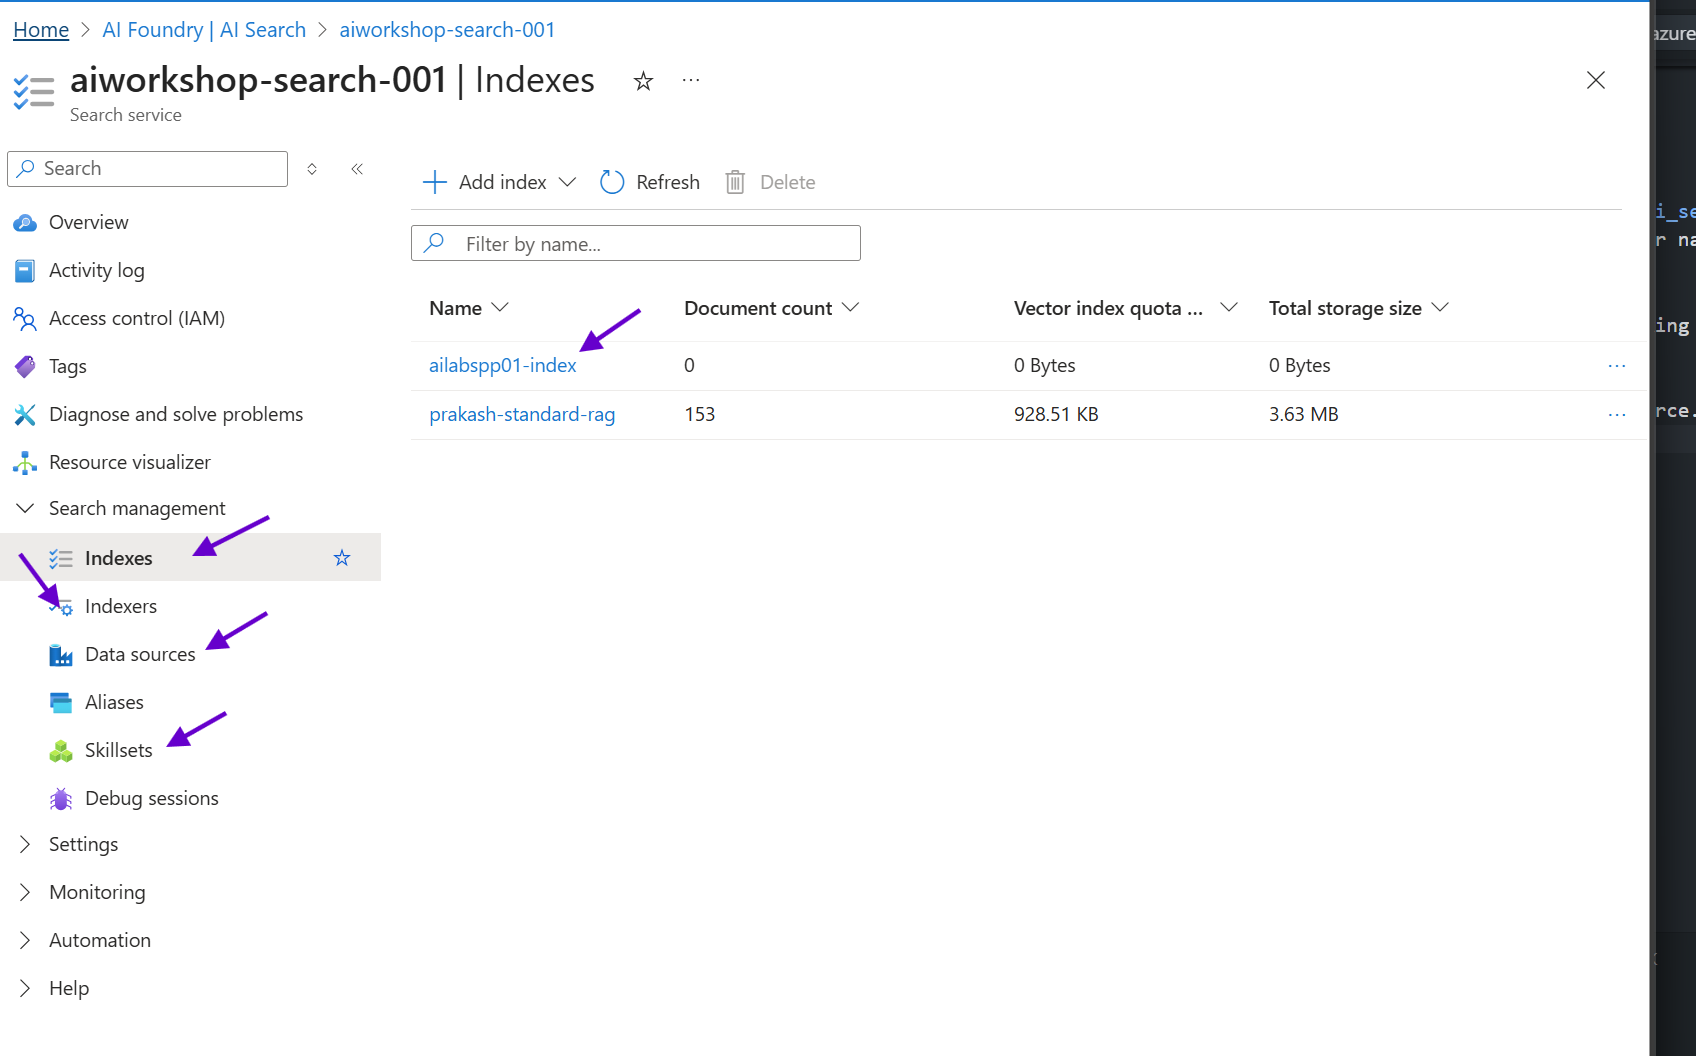 Home > AI Foundry | AI Search > aiworkshop-search-001
aiworkshop-search-001 | Indexes
Search service
Search
Add index
Refresh
Delete
Filter by name...
Overview
Activity log
Access control (IAM)
Tags
Diagnose and solve problems
Resource visualizer
Search management
Indexes
Indexers
Data sources
Aliases
Skillsets
Debug sessions
Settings
Monitoring
Automation
Help
Name Document count Vector index quota ... Total storage size
ailabspp01-index 0 0 Bytes 0 Bytes
prakash-standard-rag 153 928.51 KB 3.63 MB
azure
i_se
r na
ing
rce.